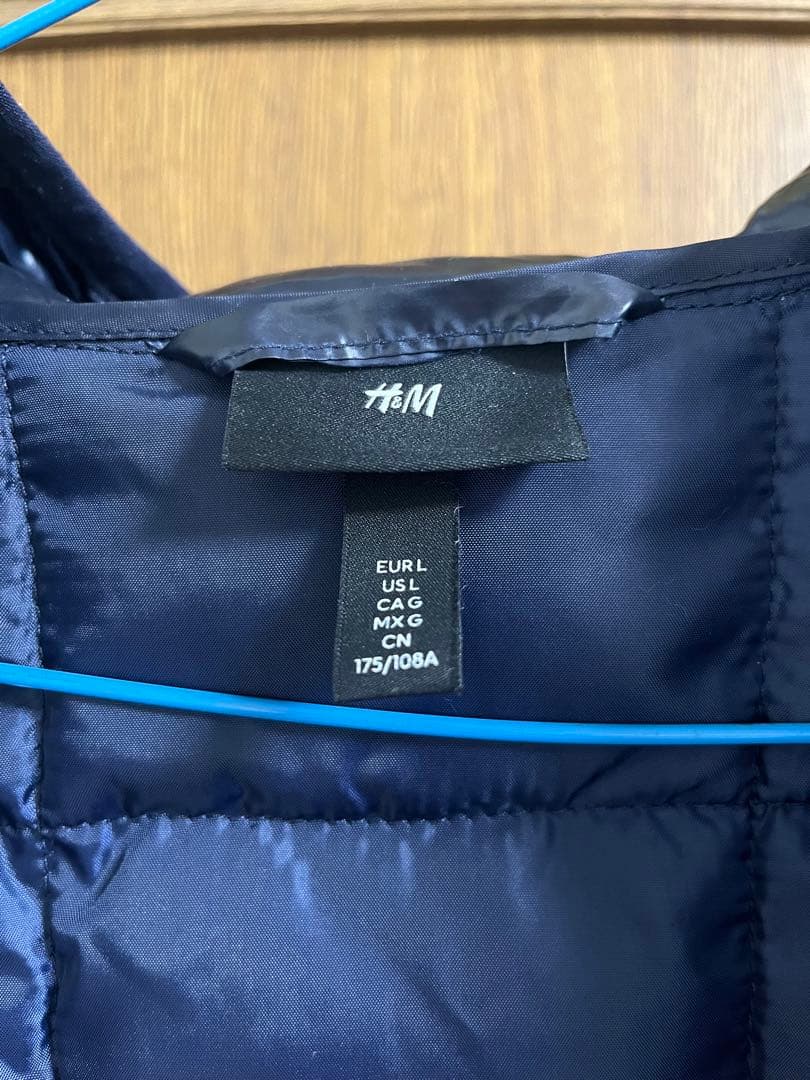 H&M
EUR L
US L
CA G
MX G
CN
175/108A